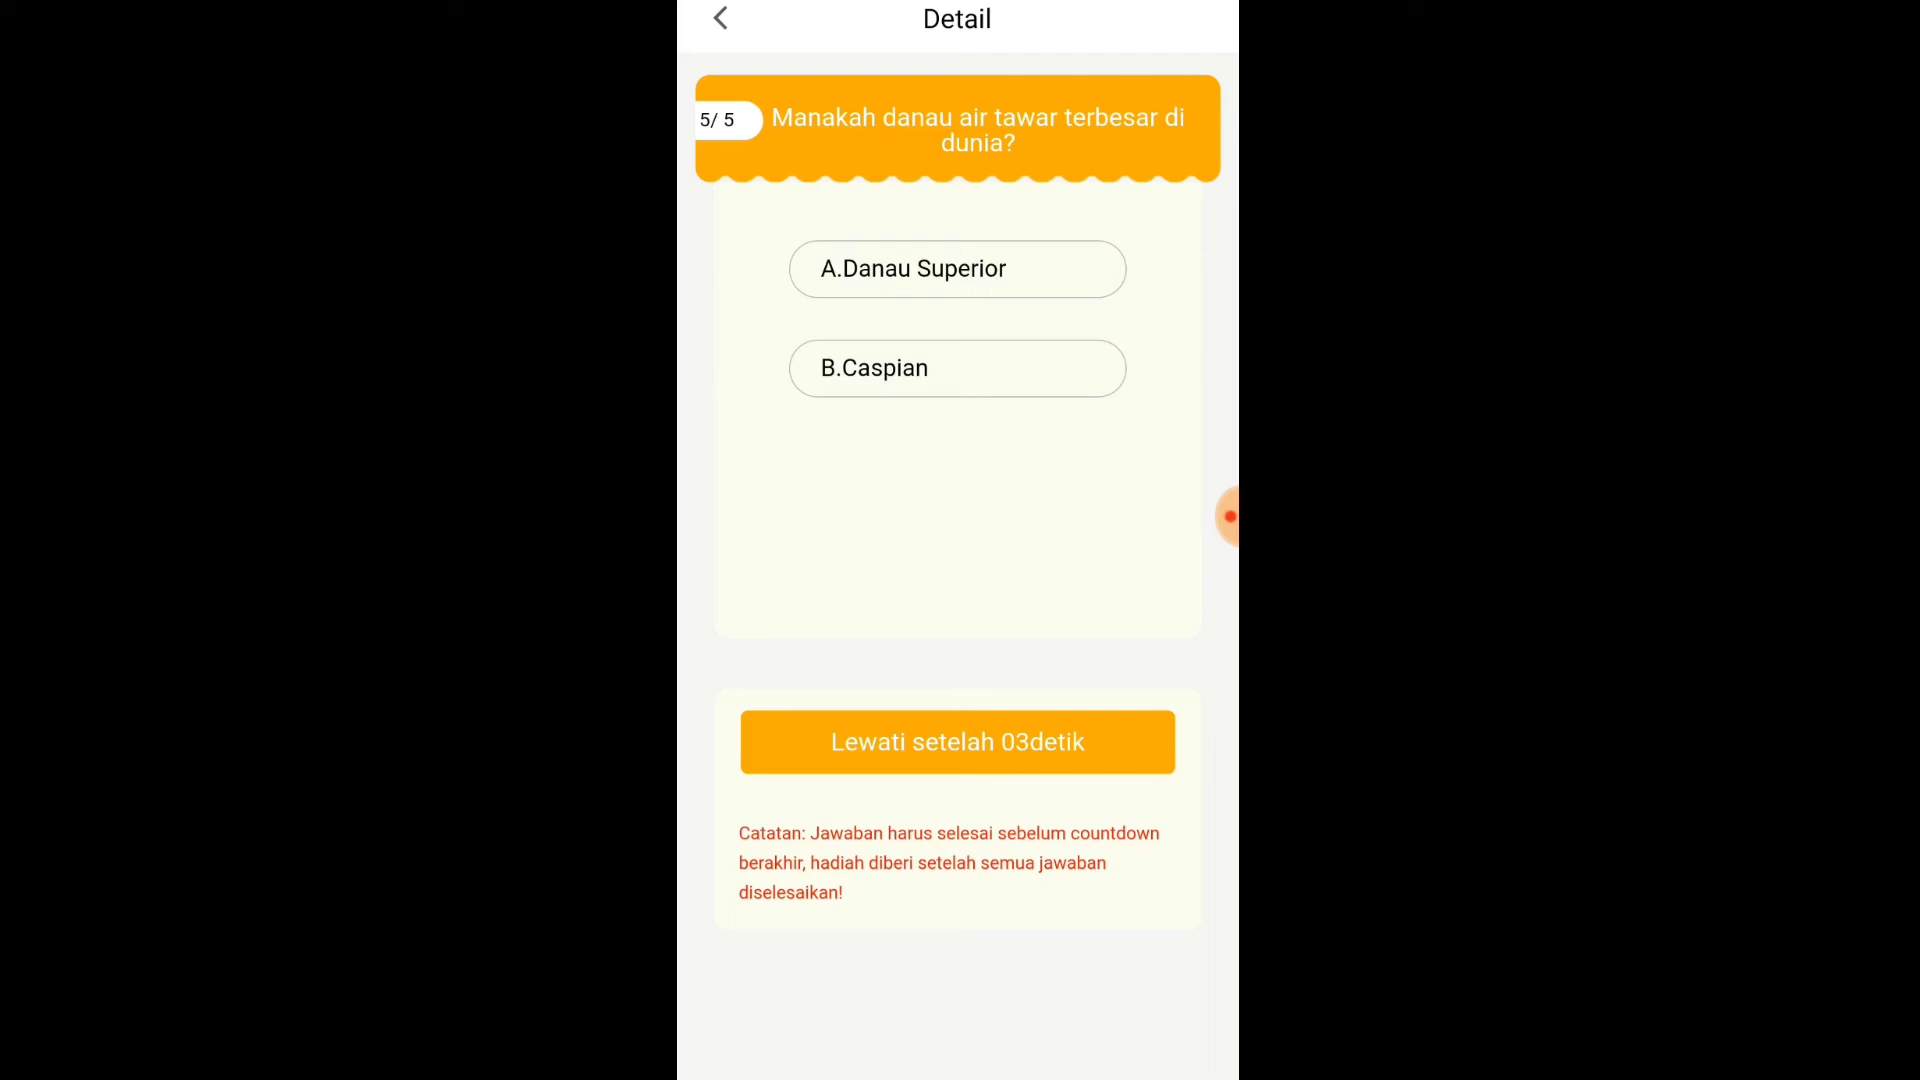 Detail
5/ 5
Manakah danau air tawar terbesar di
dunia?
A.Danau Superior
B.Caspian
Lewati setelah 03detik
Catatan: Jawaban harus selesai sebelum countdown
berakhir, hadiah diberi setelah semua jawaban
diselesaikan!